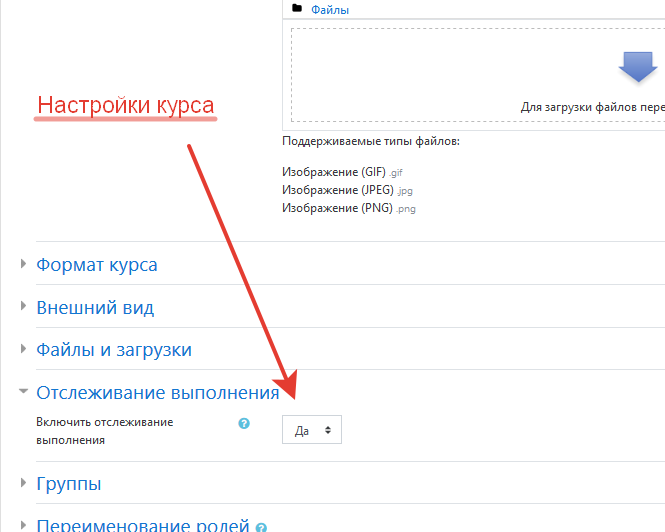 Файлы
Для загрузки файлов пере
Настройки курса
Поддерживаемые типы файлов:
Изображение (GIF) .gif
Изображение (JPEG) .jpg
Изображение (PNG) .png
Формат курса
Внешний вид
Файлы и загрузки
Отслеживание выполнения
Включить отслеживание
выполнения
?
Да
Группы
Переименование ролей ?